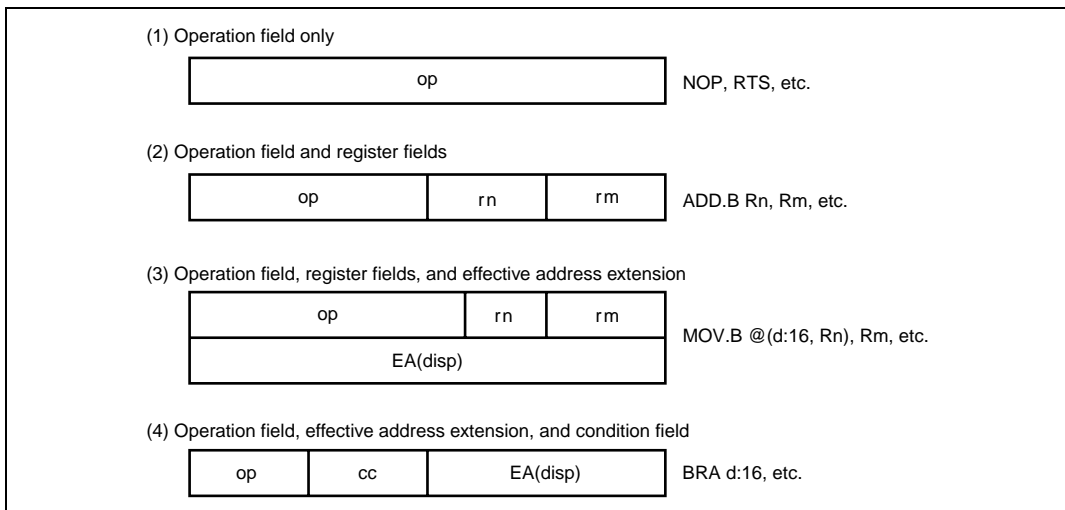 (1) Operation field only
op
NOP, RTS, etc.
(2) Operation field and register fields
op rn rm
ADD.B Rn, Rm, etc.
(3) Operation field, register fields, and effective address extension
op rn rm
MOV.B @(d:16, Rn), Rm, etc.
EA(disp)
(4) Operation field, effective address extension, and condition field
op cc EA(disp)
BRA d:16, etc.